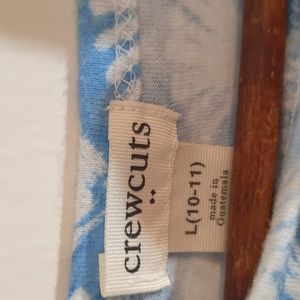 crewcuts
L(10-11)
made in
Guatemala